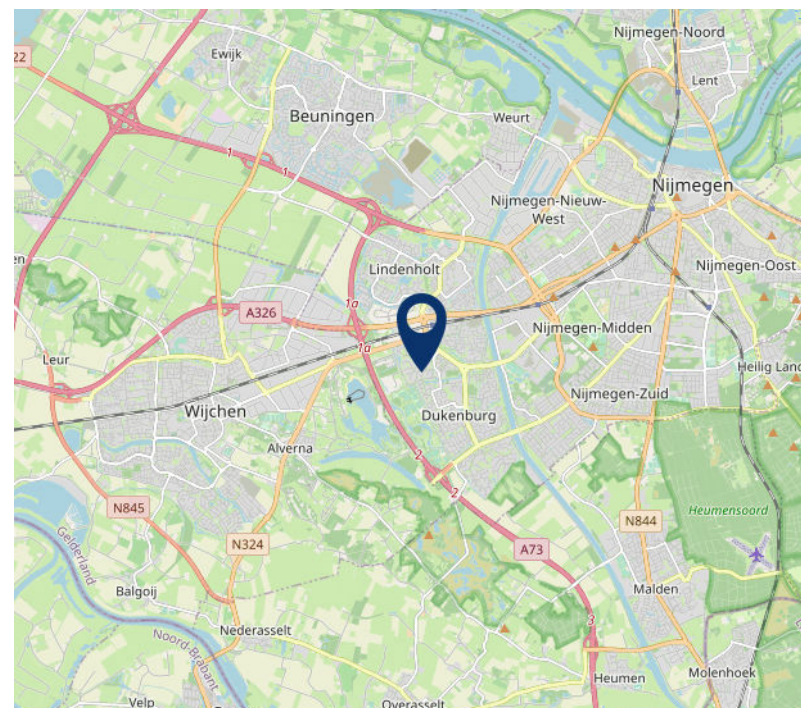 Nijmegen-Noord
22
Ewijk
Lent
Beuningen
Weurt
1
1
Nijmegen
Nijmegen-Nieuw-
West
Lindenholt
Nijmegen-Oost
1a
A326
Nijmegen-Midden
1a
Leur
Heilig Land
Nijmegen-Zuid
Wijchen
Dukenburg
Alverna
2
2
N845
Heumensoord
N844
Gelderland
N324
A73
Balgoij
Malden
3
Nederasselt
Noord-Brabant
Molenhoek
Heumen
Velp
Overasselt